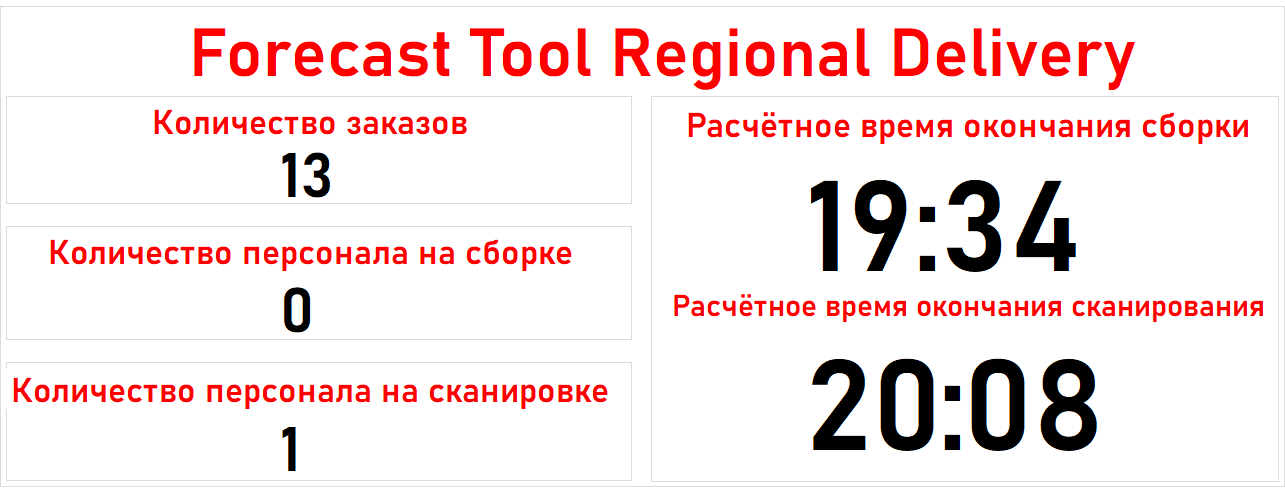 Forecast Tool Regional Delivery
Количество заказов
13
Количество персонала на сборке
0
Количество персонала на сканировке
1
Расчётное время окончания сборки
19:34
Расчётное время окончания сканирования
20:08